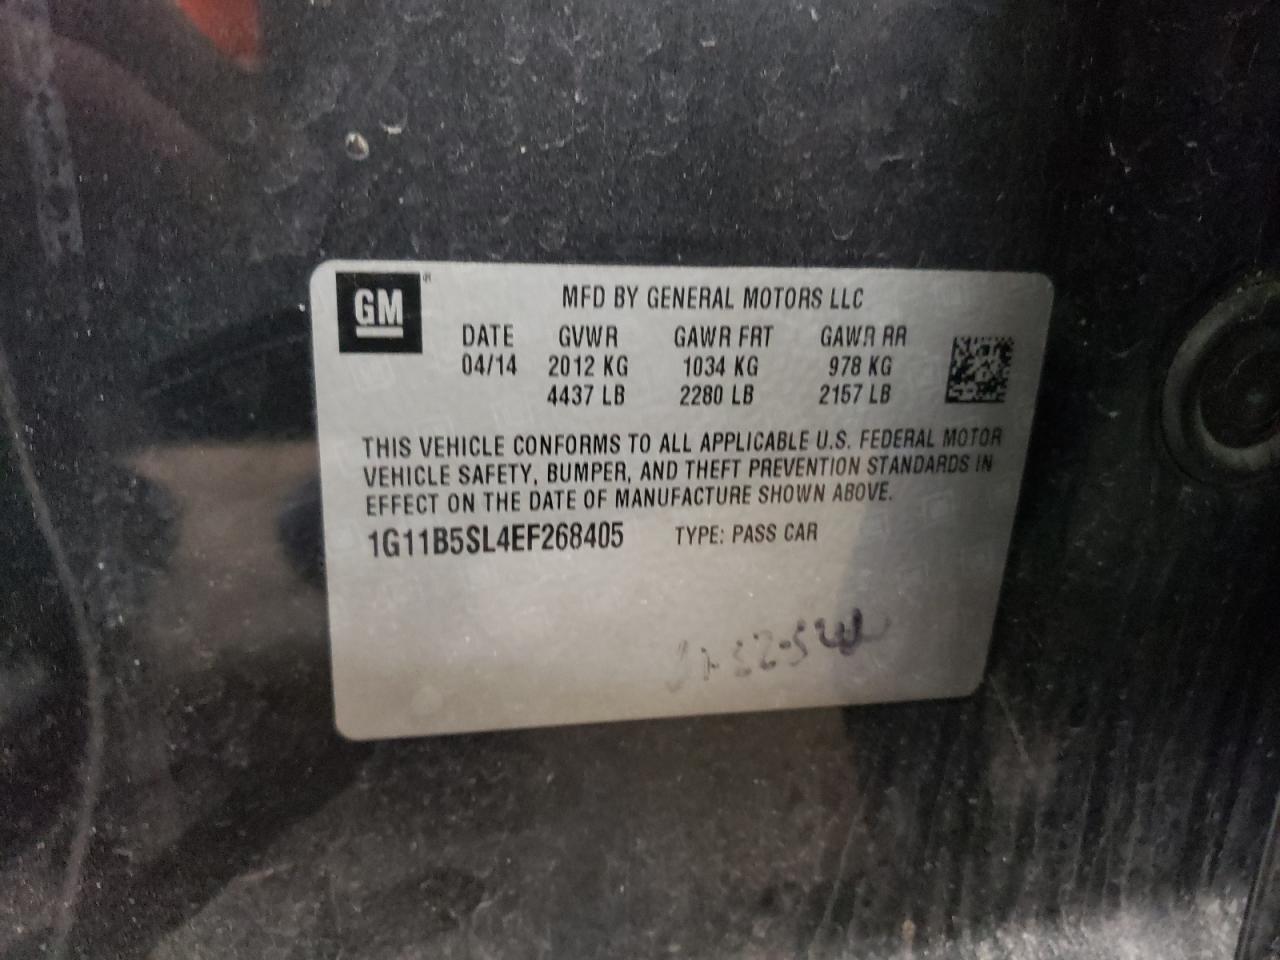 GM®
MFD BY GENERAL MOTORS LLC
DATE GVWR GAWR FRT GAWR RR
04/14 2012 KG 1034 KG 978 KG
4437 LB 2280 LB 2157 LB
THIS VEHICLE CONFORMS TO ALL APPLICABLE U.S. FEDERAL MOTOR
VEHICLE SAFETY, BUMPER, AND THEFT PREVENTION STANDARDS IN
EFFECT ON THE DATE OF MANUFACTURE SHOWN ABOVE.
1G11B5SL4EF268405 TYPE: PASS CAR